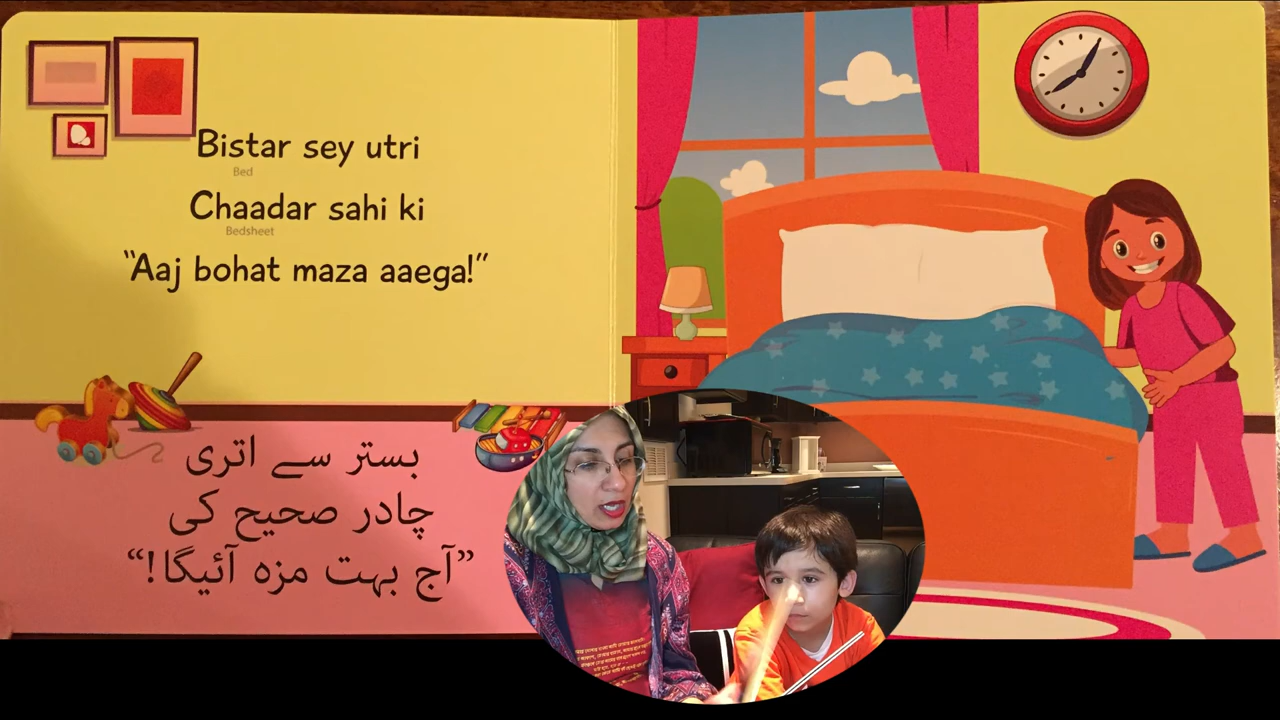 Bistar sey utri
Bed
Chaadar sahi ki
Bedsheet
"Aaj bohat maza aaega!"
بستر سے اتری
چادر صحیح کی
”آج بہت مزہ آئیگا!“